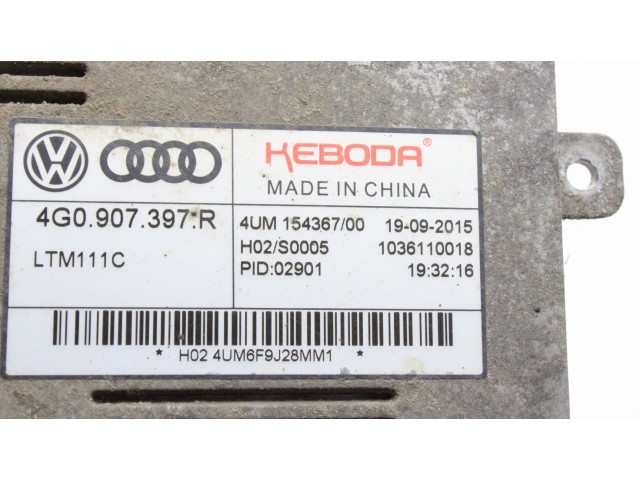 KEBODA®
MADE IN CHINA
4G0.907.397.R
LTM111C
4UM 154367/00 19-09-2015
H02/S0005 1036110018
PID:02901 19:32:16
* H02 4UM6F9J28MM1 *